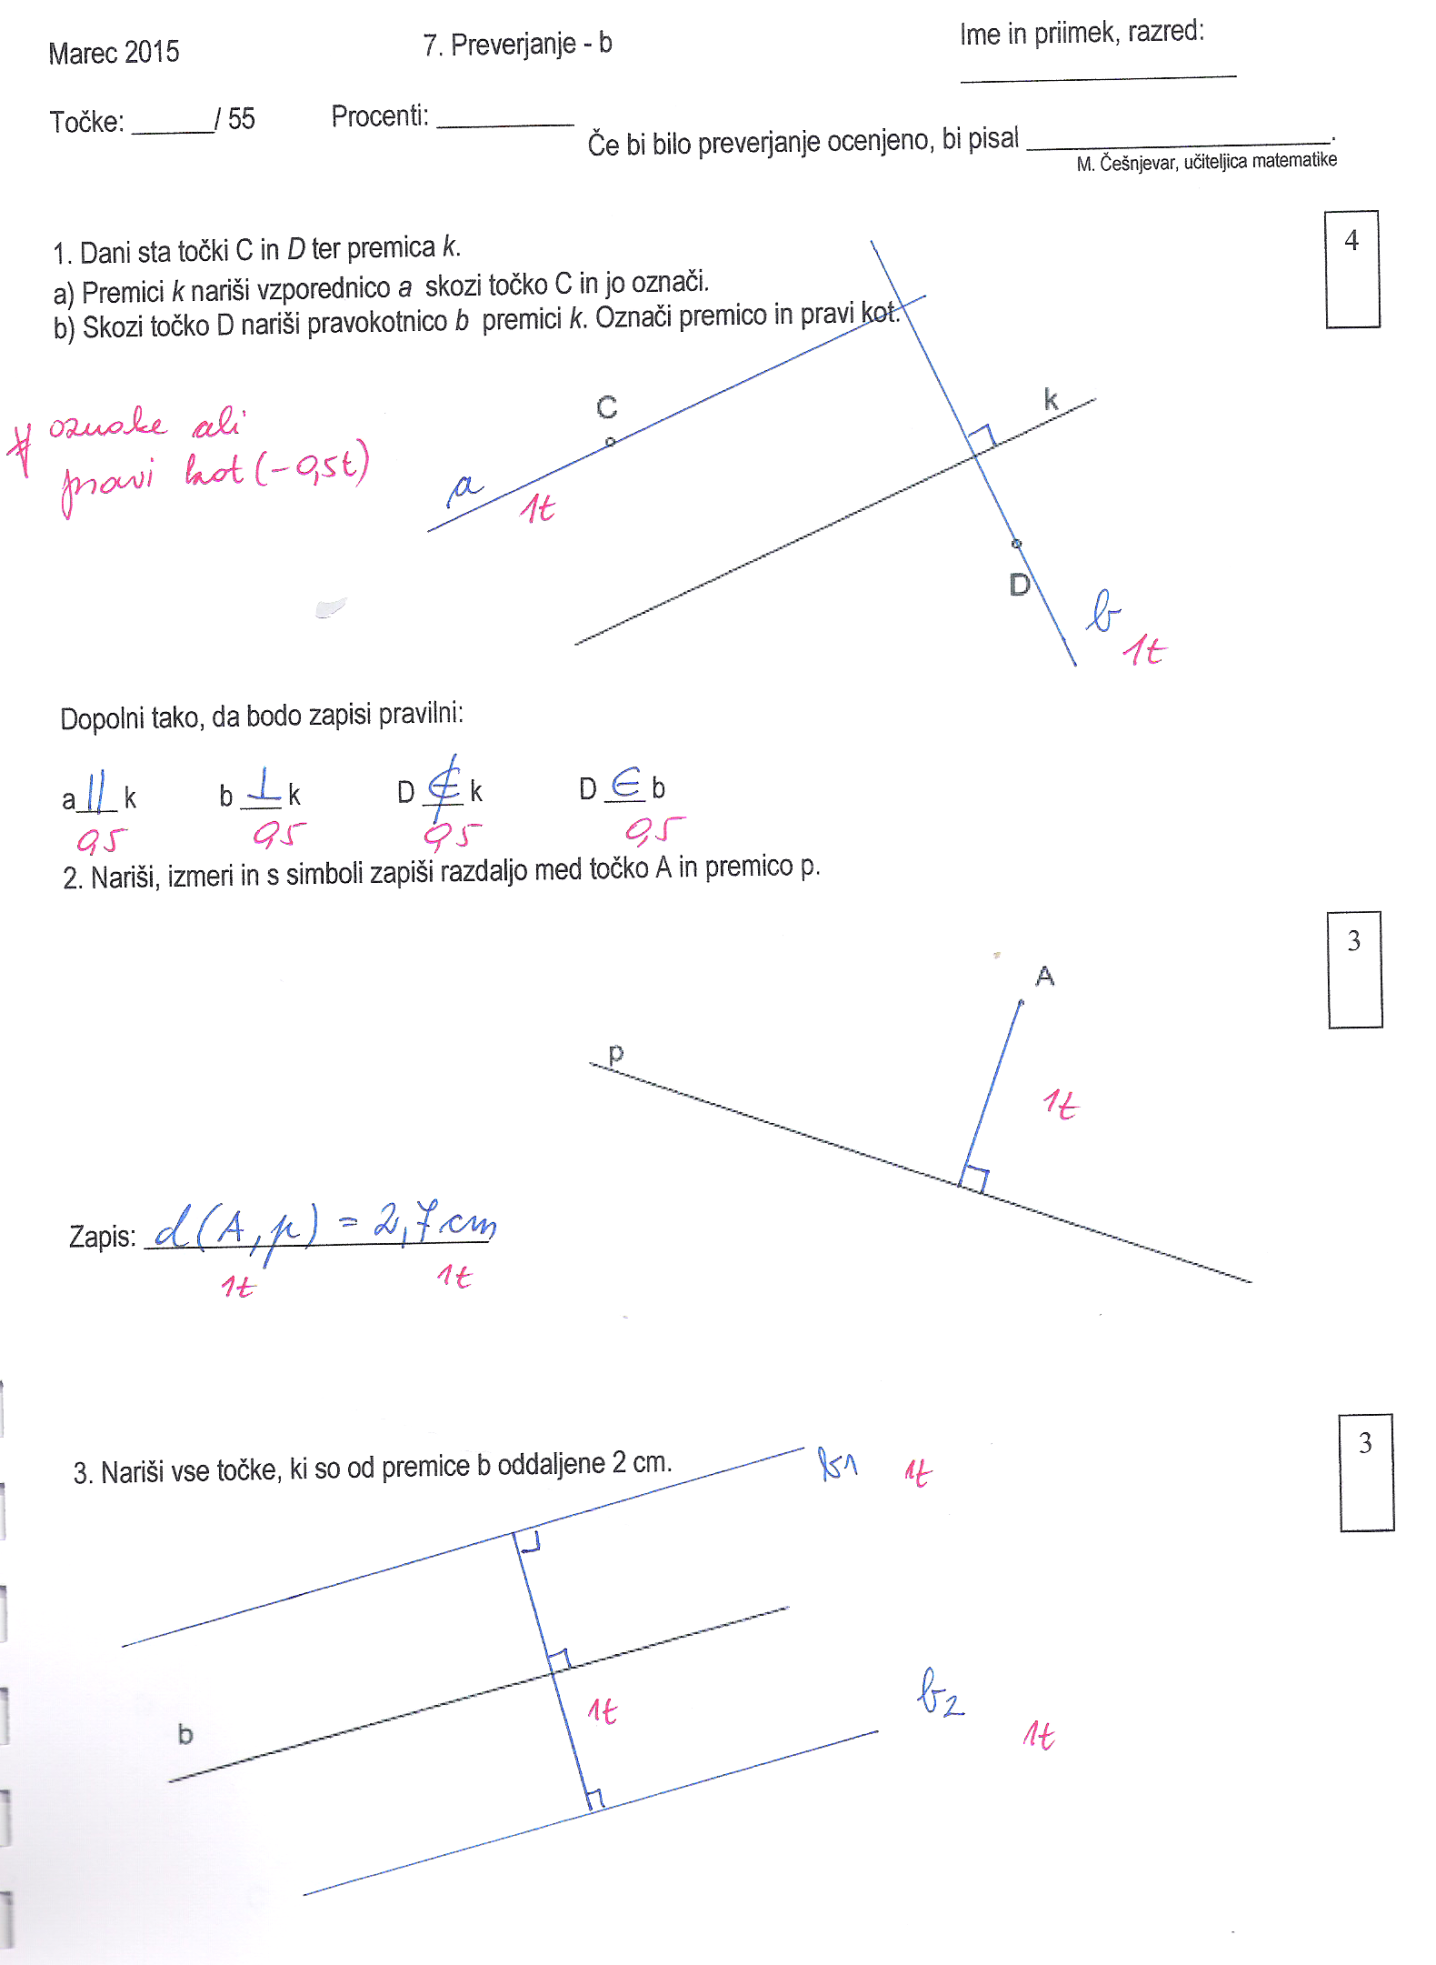 Marec 2015
7. Preverjanje - b
Ime in priimek, razred:
Točke: ______/ 55
Procenti: __________
Če bi bilo preverjanje ocenjeno, bi pisal ______________________.
M. Češnjevar, učiteljica matematike
1. Dani sta točki C in D ter premica k.
4
a) Premici k nariši vzporednico a skozi točko C in jo označi.
b) Skozi točko D nariši pravokotnico b premici k. Označi premico in pravi kot.
C
k
oznake ali
pravi kot (-0,5t)
a
1t
D
b
1t
Dopolni tako, da bodo zapisi pravilni:
a || k b ⊥ k D ∉ k D ∈ b
0,5 0,5 0,5 0,5
2. Nariši, izmeri in s simboli zapiši razdaljo med točko A in premico p.
3
A
p
1t
Zapis: d(A,p) = 2,7 cm
1t 1t
3. Nariši vse točke, ki so od premice b oddaljene 2 cm.
b1 1t
3
b
1t
b2
1t